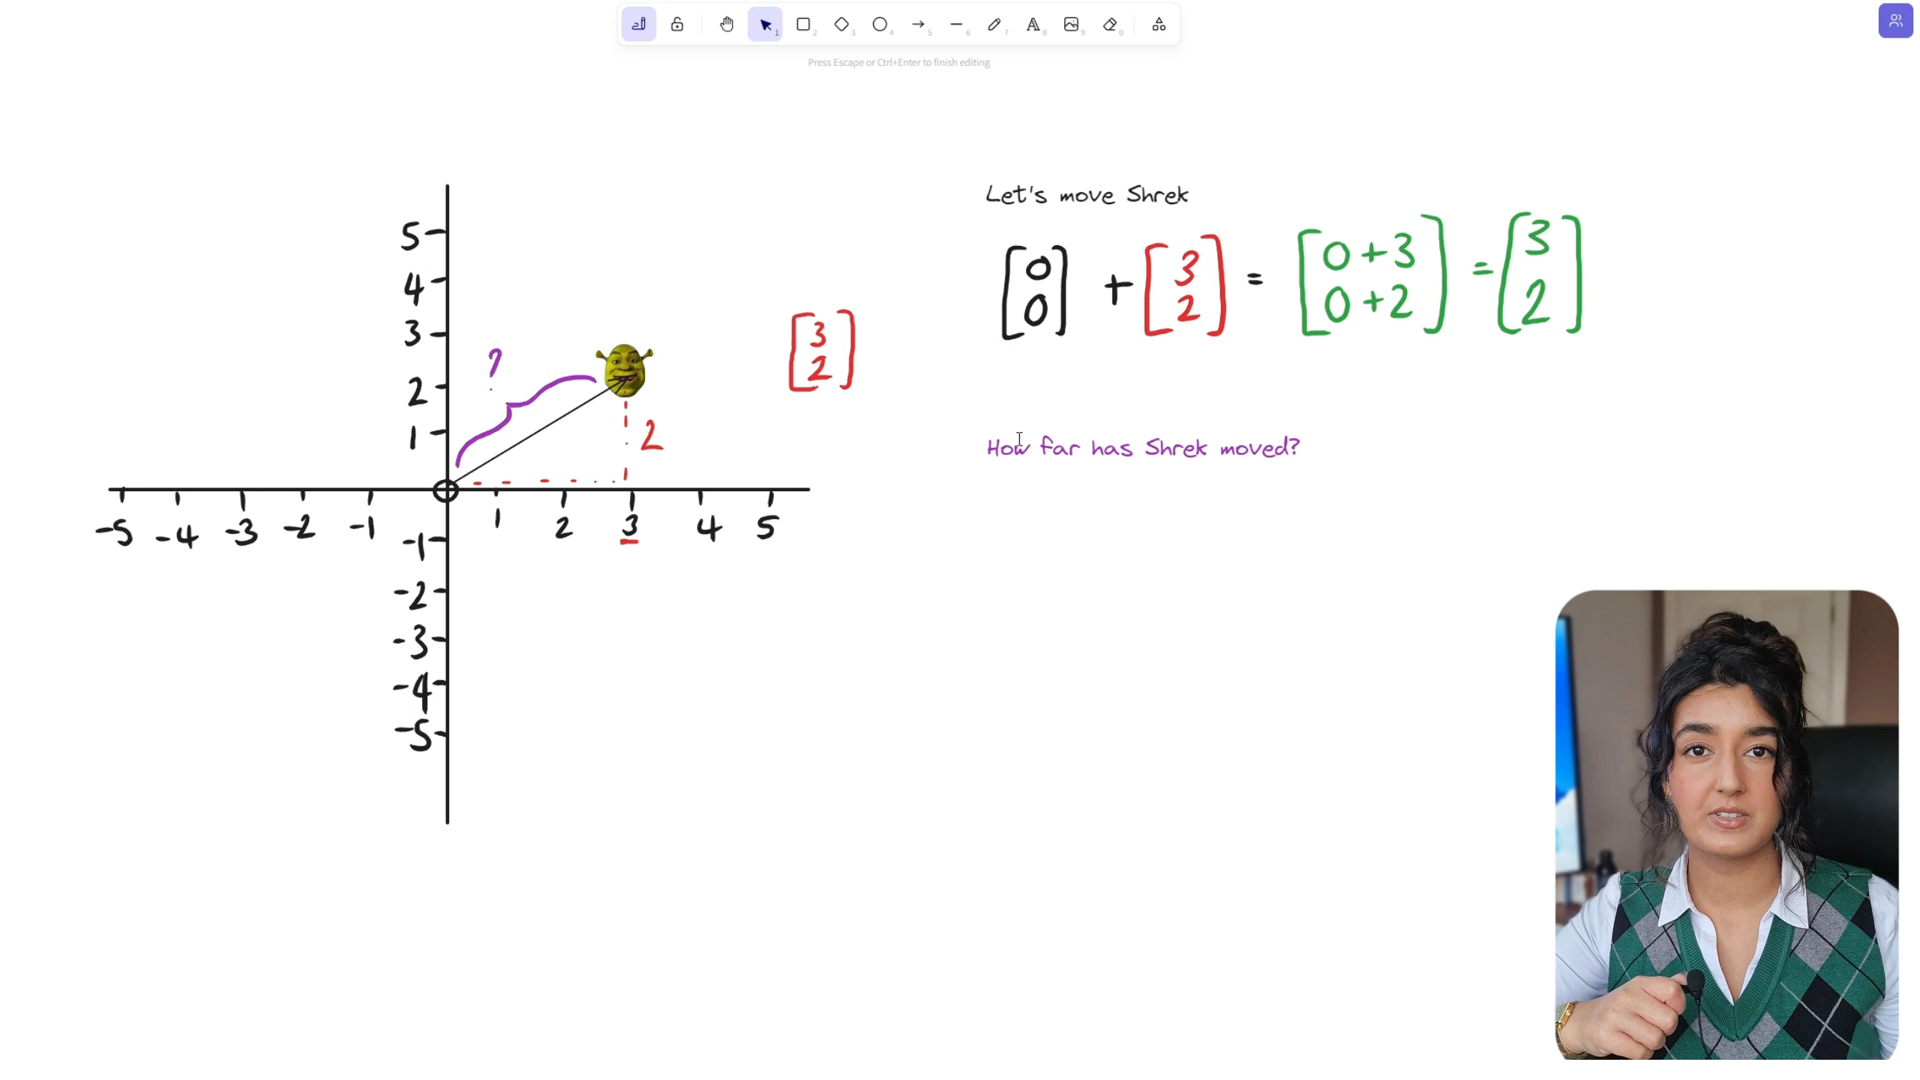 Press Escape or Ctrl+Enter to finish editing
Let's move Shrek
[0 0] + [3 2] = [0+3 0+2] = [3 2]
[3 2]
How far has Shrek moved?
?
2
5
4
3
2
1
-5 -4 -3 -2 -1 1 2 3 4 5
-1
-2
-3
-4
-5